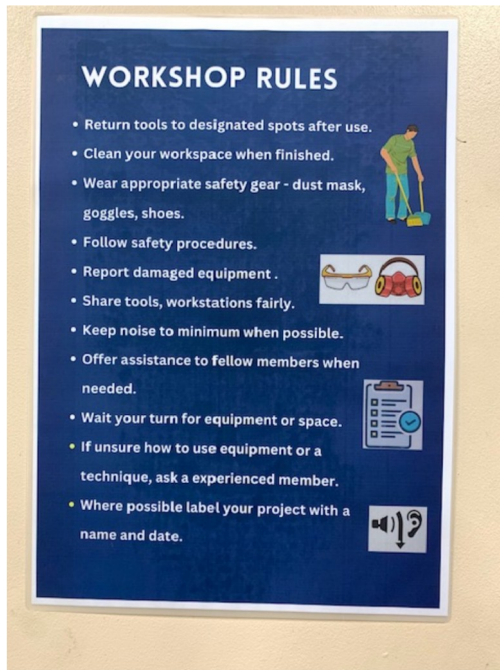 WORKSHOP RULES
• Return tools to designated spots after use.
• Clean your workspace when finished.
• Wear appropriate safety gear - dust mask,
goggles, shoes.
• Follow safety procedures.
• Report damaged equipment .
• Share tools, workstations fairly.
• Keep noise to minimum when possible.
• Offer assistance to fellow members when
needed.
• Wait your turn for equipment or space.
• If unsure how to use equipment or a
technique, ask a experienced member.
• Where possible label your project with a
name and date.